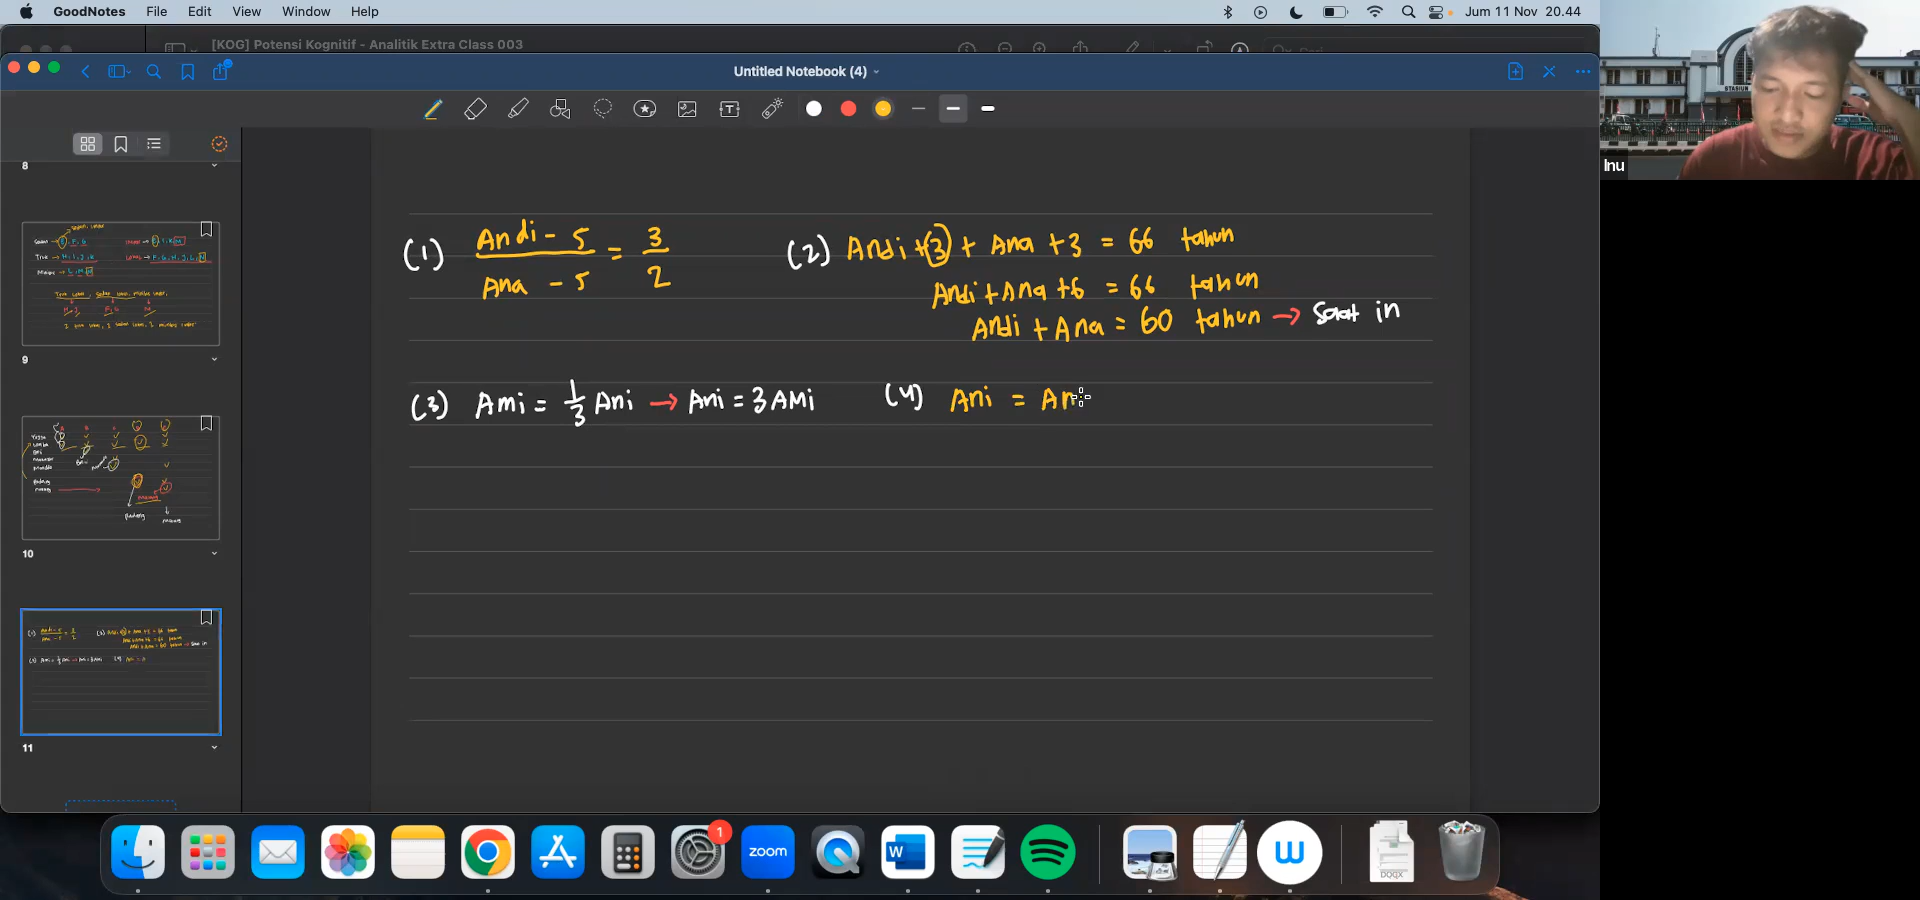 GoodNotes File Edit View Window Help
Jum 11 Nov 20.44
[KOG] Potensi Kognitif - Analitik Extra Class 003
Untitled Notebook (4)
8
9
10
11
(1) Andi - 5 / Ana - 5 = 3/2
(2) Andi + 3 + Ana + 3 = 66 tahun
Andi + Ana + 6 = 66 tahun
Andi + Ana = 60 tahun → Saat in
(3) Ami = 1/3 Ani → Ani = 3 AMi
(4) Ani = An
Inu
1
zoom
W
DOQX